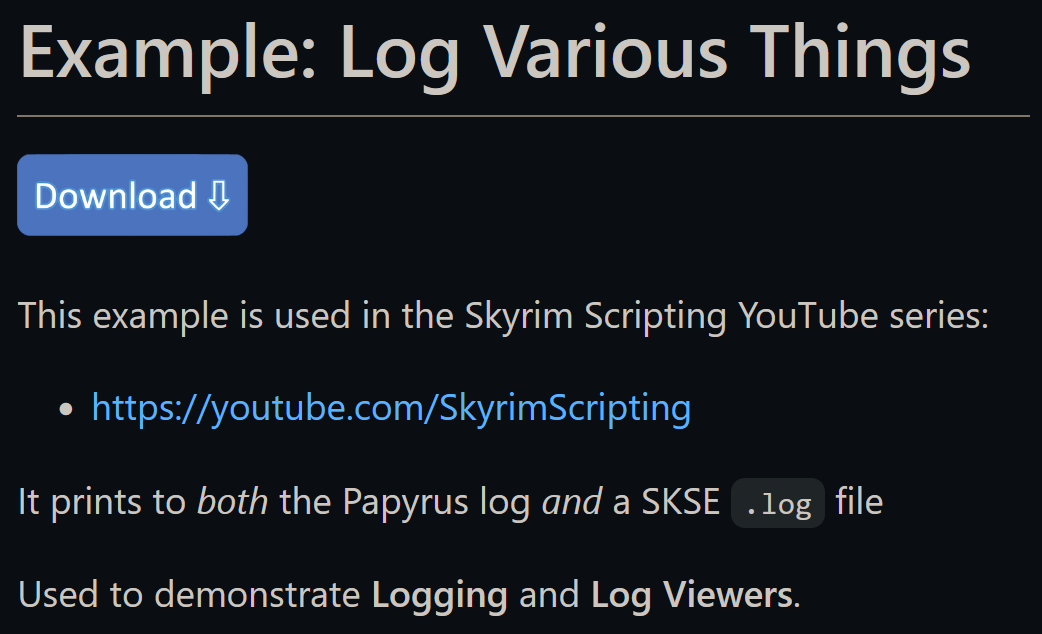 Example: Log Various Things
Download ⇩
This example is used in the Skyrim Scripting YouTube series:
• https://youtube.com/SkyrimScripting
It prints to both the Papyrus log and a SKSE .log file
Used to demonstrate Logging and Log Viewers.